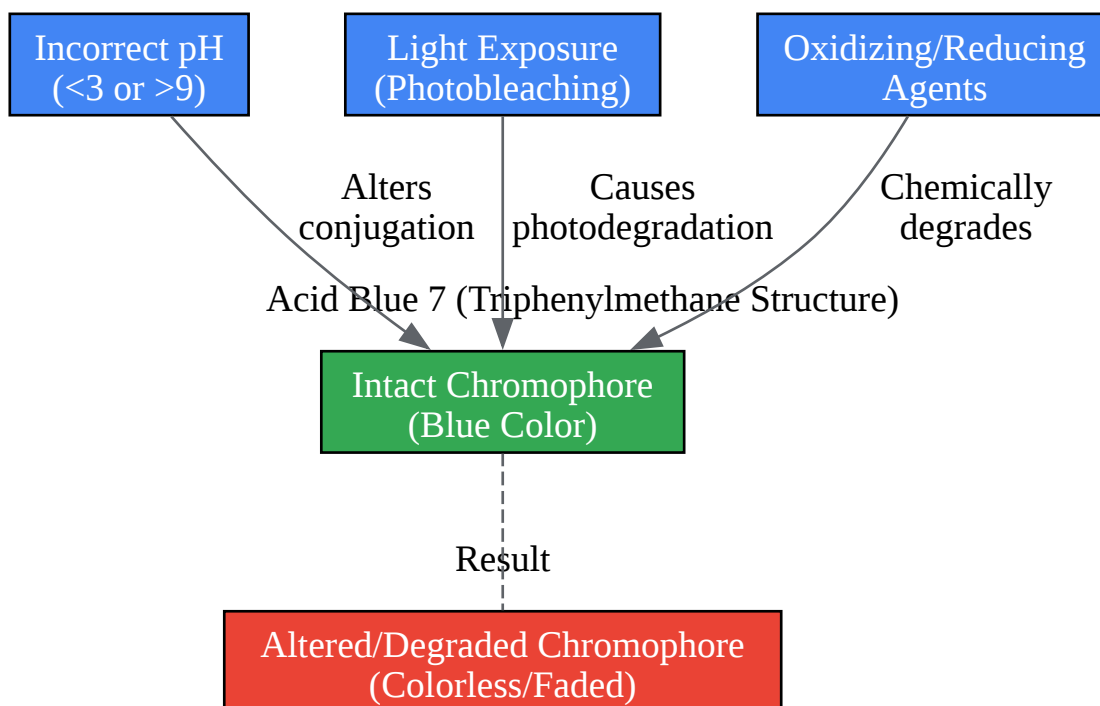 Incorrect pH
(<3 or >9)
Light Exposure
(Photobleaching)
Oxidizing/Reducing
Agents
Alters
conjugation
Causes
photodegradation
Chemically
degrades
Acid Blue 7 (Triphenylmethane Structure)
Intact Chromophore
(Blue Color)
Result
Altered/Degraded Chromophore
(Colorless/Faded)